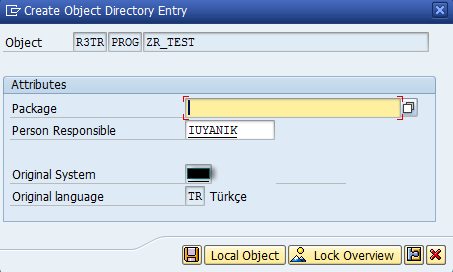 Create Object Directory Entry
Object R3TR PROG ZR_TEST
Attributes
Package
Person Responsible IUYANIK
Original System
Original language TR Türkçe
Local Object Lock Overview